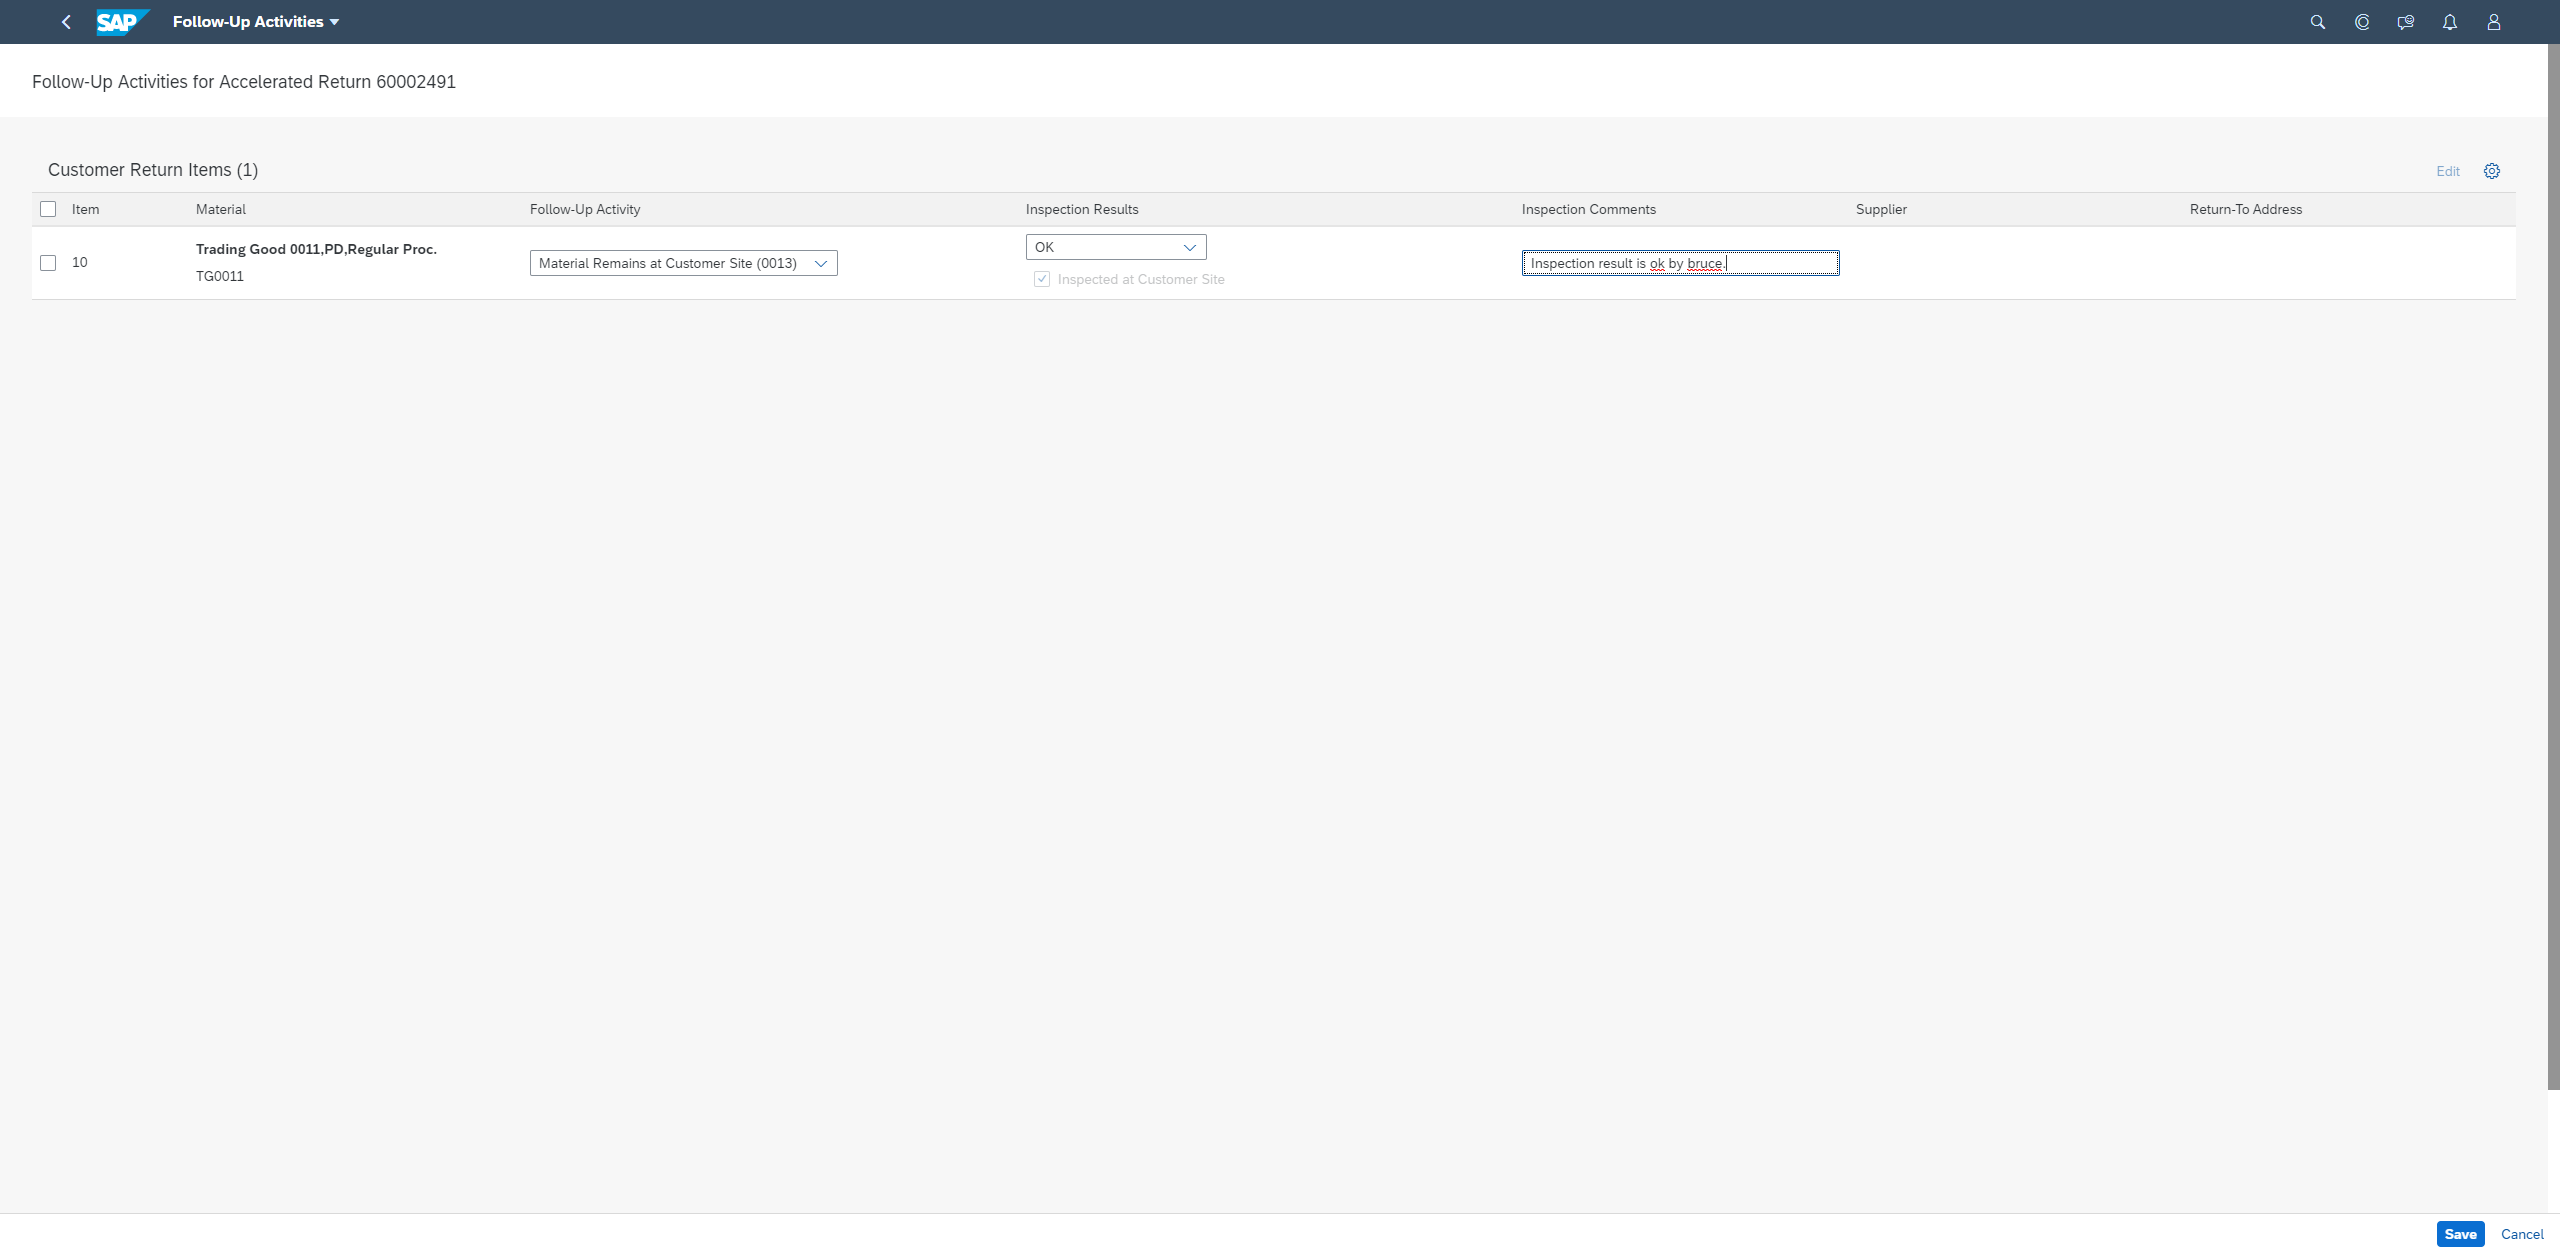 SAP Follow-Up Activities
Follow-Up Activities for Accelerated Return 60002491
Customer Return Items (1) Edit
Item Material Follow-Up Activity Inspection Results Inspection Comments Supplier Return-To Address
10 Trading Good 0011,PD,Regular Proc.
TG0011
Material Remains at Customer Site (0013)
OK
Inspected at Customer Site
Inspection result is ok by bruce.
Save Cancel